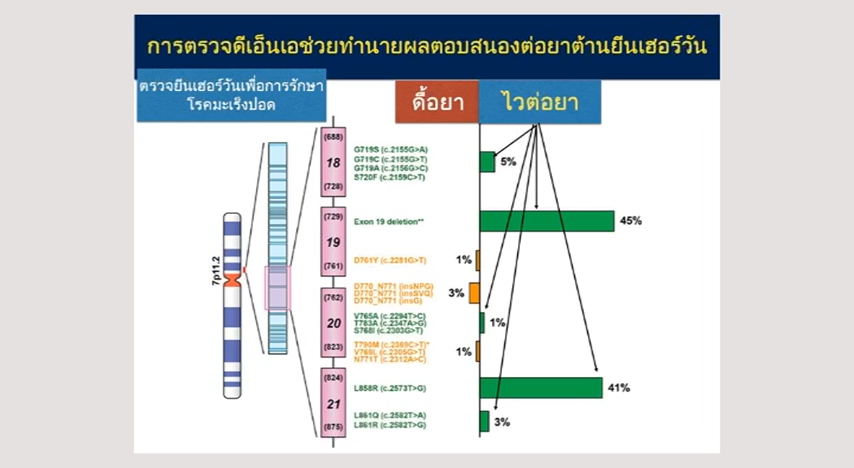 การตรวจดีเอ็นเอช่วยทำนายผลตอบสนองต่อยาต้านยีนเฮอร์วัน
ตรวจยีนเฮอร์วันเพื่อการรักษา
โรคมะเร็งปอด
ดื้อยา
ไวต่อยา
7p11.2
(688)
18
(728)
G719S (c.2155G>A)
G719C (c.2155G>T)
G719A (c.2156G>C)
S720F (c.2159C>T)
5%
(729)
19
(761)
Exon 19 deletion**
45%
D761Y (c.2281G>T)
1%
(762)
20
(823)
D770_N771 (insNPG)
D770_N771 (insSVQ)
D770_N771 (insG)
3%
V765A (c.2294T>C)
T783A (c.2347A>G)
S768I (c.2303G>T)
1%
T790M (c.2369C>T)*
V769L (c.2305G>T)
N771T (c.2312A>C)
1%
(824)
21
(875)
L858R (c.2573T>G)
41%
L861Q (c.2582T>A)
L861R (c.2582T>G)
3%